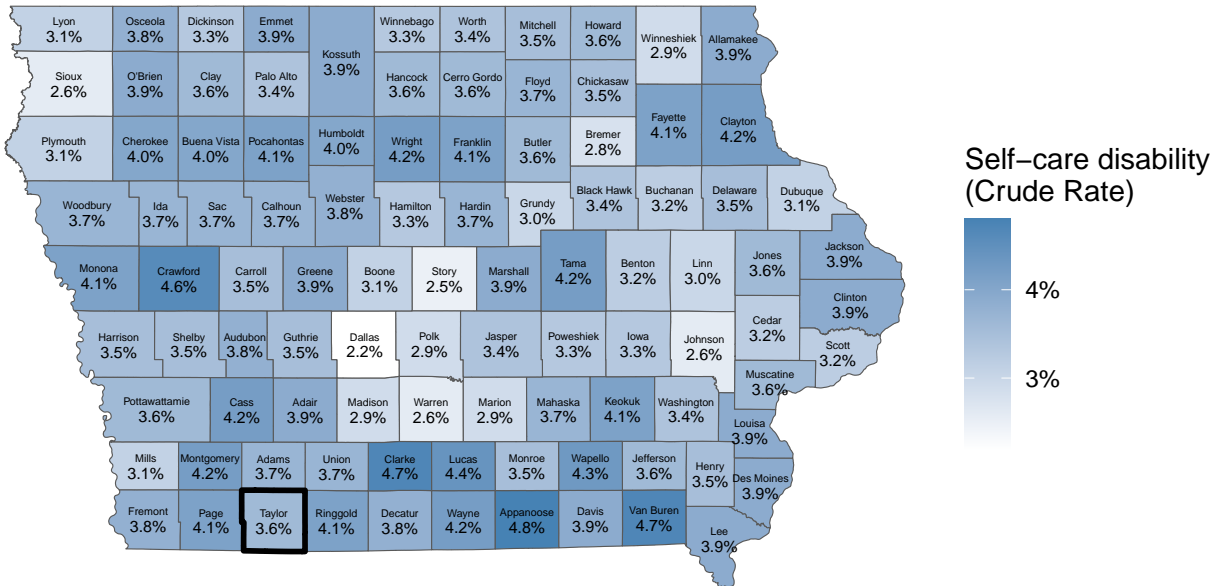 Lyon
3.1%
Osceola
3.8%
Dickinson
3.3%
Emmet
3.9%
Kossuth
3.9%
Winnebago
3.3%
Worth
3.4%
Mitchell
3.5%
Howard
3.6%
Winneshiek
2.9%
Allamakee
3.9%
Sioux
2.6%
O'Brien
3.9%
Clay
3.6%
Palo Alto
3.4%
Hancock
3.6%
Cerro Gordo
3.6%
Floyd
3.7%
Chickasaw
3.5%
Fayette
4.1%
Clayton
4.2%
Plymouth
3.1%
Cherokee
4.0%
Buena Vista
4.0%
Pocahontas
4.1%
Humboldt
4.0%
Wright
4.2%
Franklin
4.1%
Butler
3.6%
Bremer
2.8%
Woodbury
3.7%
Ida
3.7%
Sac
3.7%
Calhoun
3.7%
Webster
3.8%
Hamilton
3.3%
Hardin
3.7%
Grundy
3.0%
Black Hawk
3.4%
Buchanan
3.2%
Delaware
3.5%
Dubuque
3.1%
Monona
4.1%
Crawford
4.6%
Carroll
3.5%
Greene
3.9%
Boone
3.1%
Story
2.5%
Marshall
3.9%
Tama
4.2%
Benton
3.2%
Linn
3.0%
Jones
3.6%
Jackson
3.9%
Clinton
3.9%
Harrison
3.5%
Shelby
3.5%
Audubon
3.8%
Guthrie
3.5%
Dallas
2.2%
Polk
2.9%
Jasper
3.4%
Poweshiek
3.3%
Iowa
3.3%
Johnson
2.6%
Cedar
3.2%
Scott
3.2%
Muscatine
3.6%
Pottawattamie
3.6%
Cass
4.2%
Adair
3.9%
Madison
2.9%
Warren
2.6%
Marion
2.9%
Mahaska
3.7%
Keokuk
4.1%
Washington
3.4%
Louisa
3.9%
Mills
3.1%
Montgomery
4.2%
Adams
3.7%
Union
3.7%
Clarke
4.7%
Lucas
4.4%
Monroe
3.5%
Wapello
4.3%
Jefferson
3.6%
Henry
3.5%
Des Moines
3.9%
Fremont
3.8%
Page
4.1%
Taylor
3.6%
Ringgold
4.1%
Decatur
3.8%
Wayne
4.2%
Appanoose
4.8%
Davis
3.9%
Van Buren
4.7%
Lee
3.9%
Self−care disability
(Crude Rate)
4%
3%